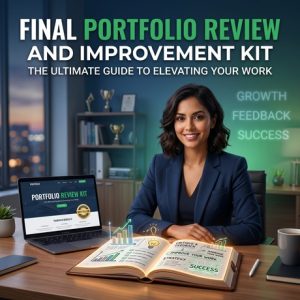 FINAL PORTFOLIO REVIEW
AND IMPROVEMENT KIT
THE ULTIMATE GUIDE TO ELEVATING YOUR WORK
GROWTH
FEEDBACK
SUCCESS
PORTFOLIO REVIEW KIT
SUCCESS